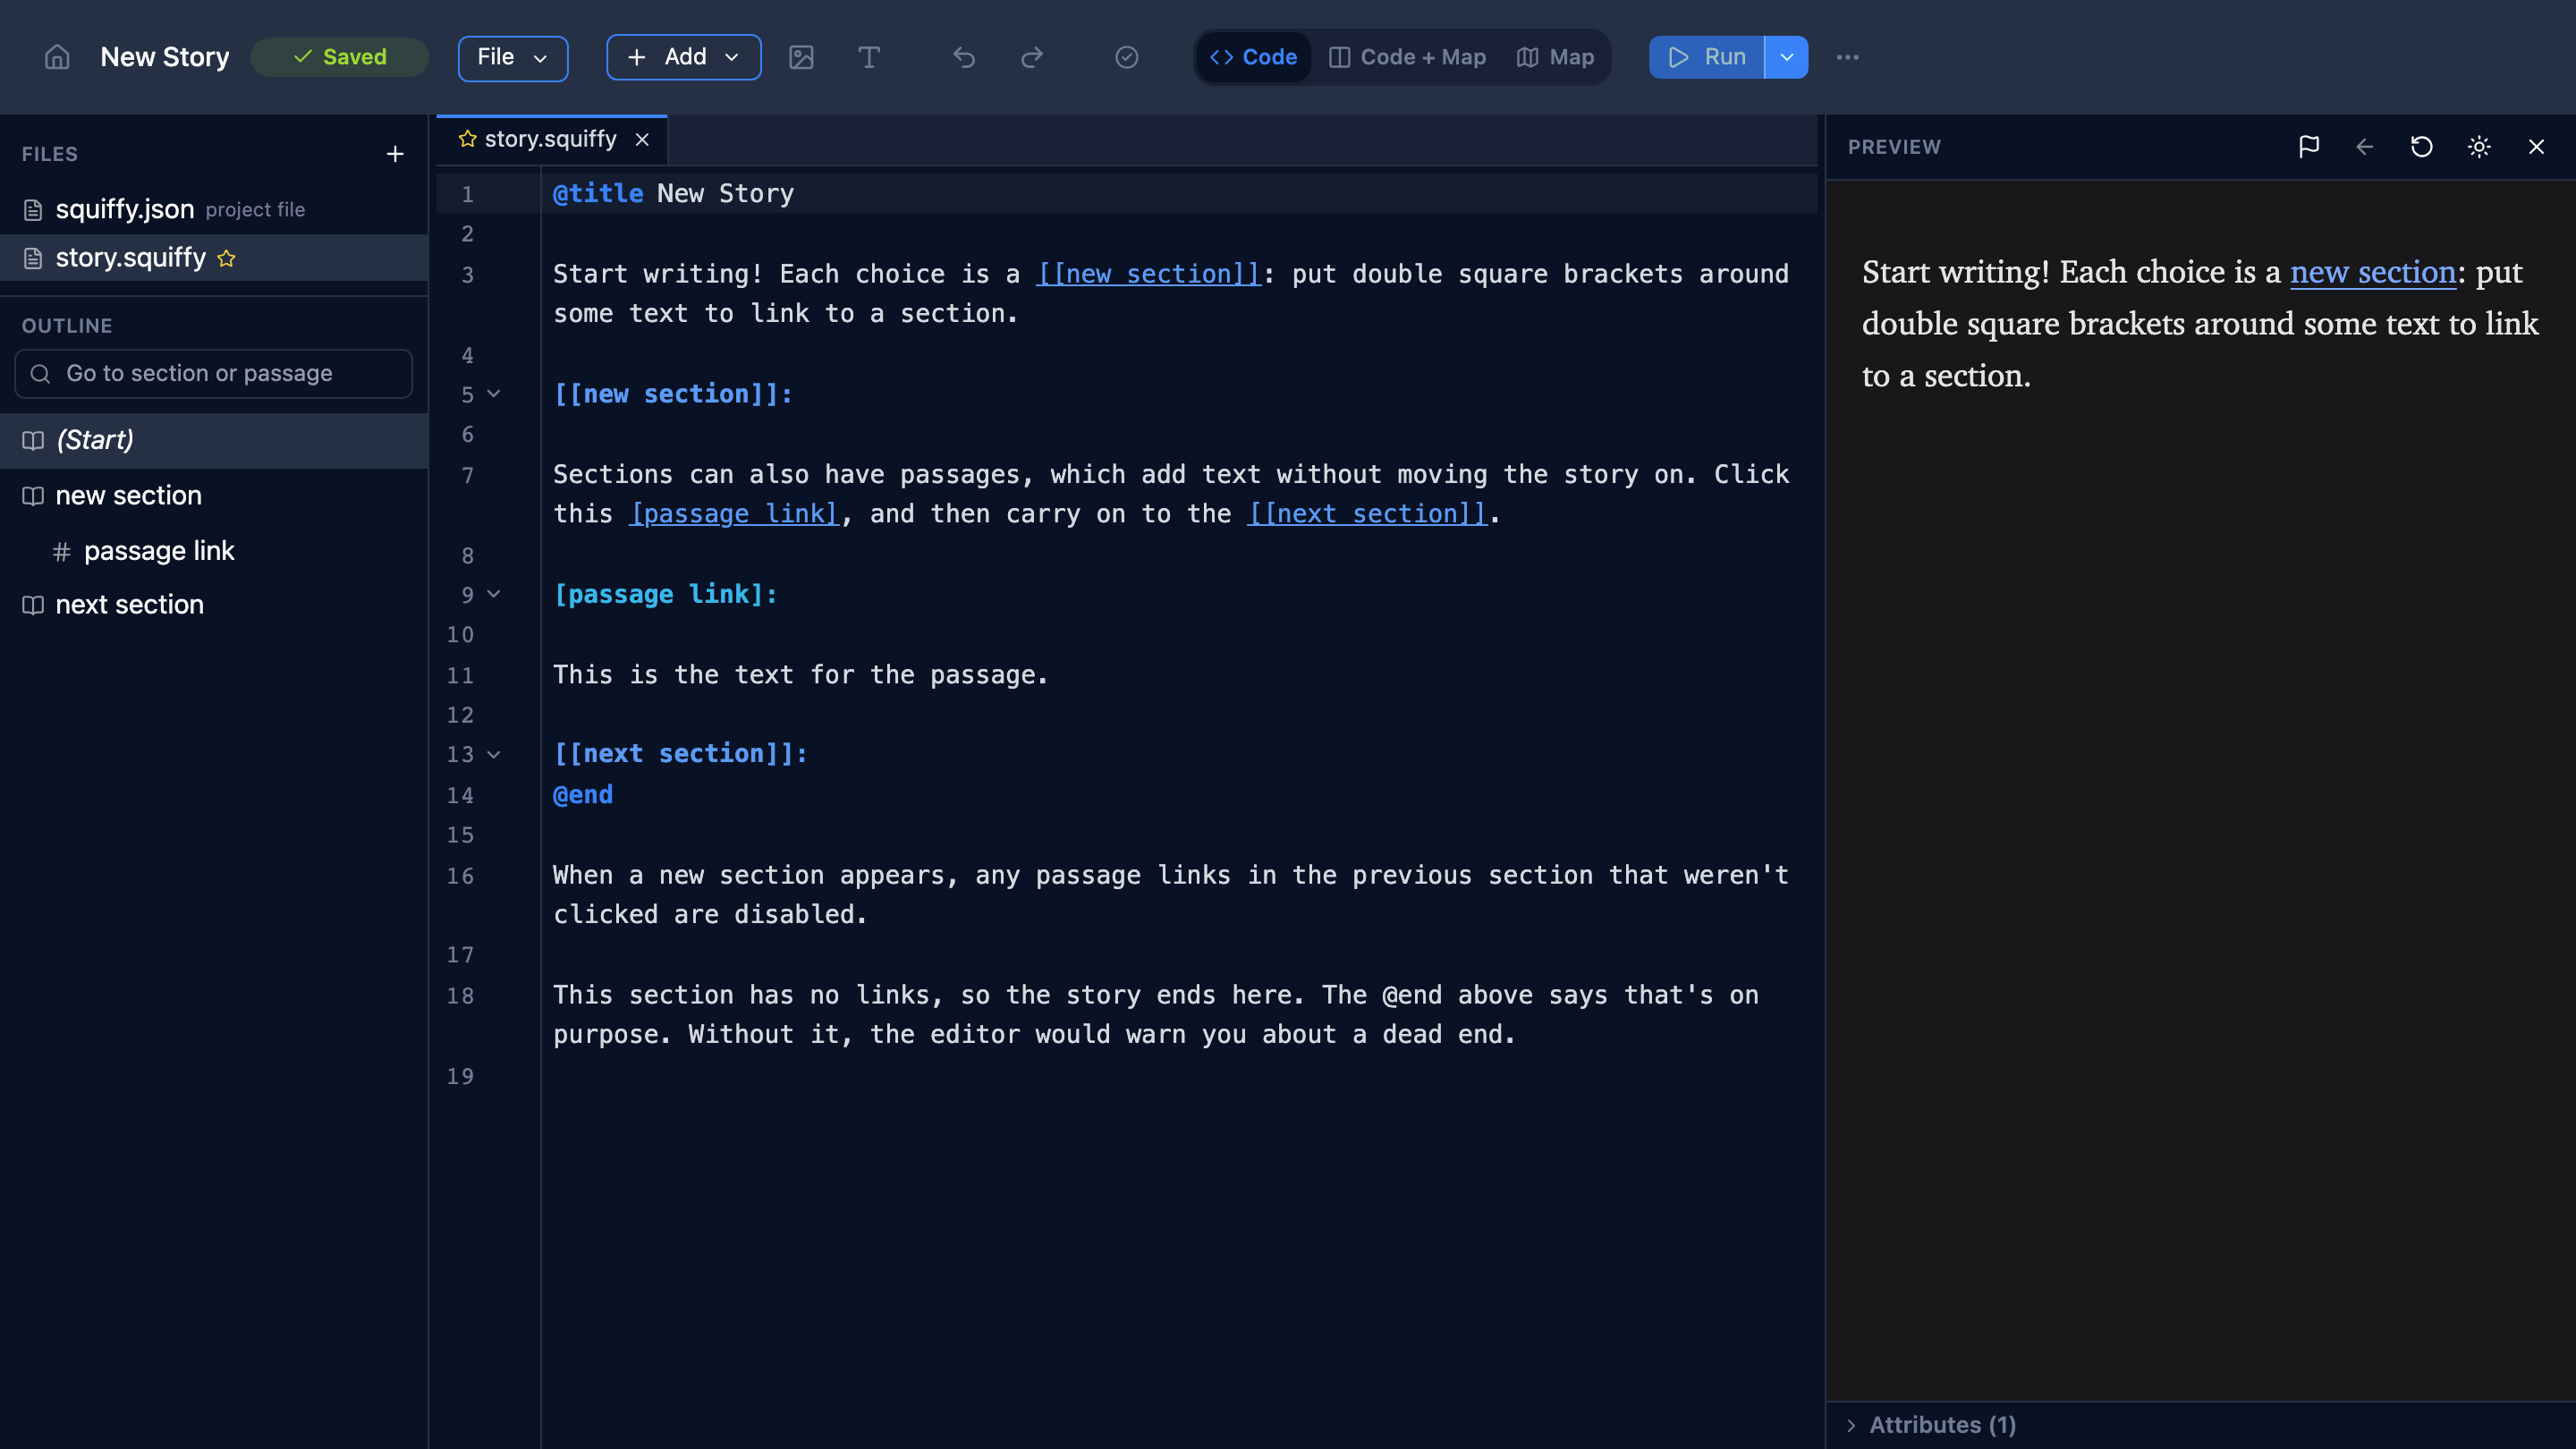 New Story
Saved
File
Add
Code
Code + Map
Map
Run
FILES
squiffy.json project file
story.squiffy
OUTLINE
Go to section or passage
(Start)
new section
# passage link
next section
story.squiffy
1 @title New Story
2
3 Start writing! Each choice is a [[new section]]: put double square brackets around
some text to link to a section.
4
5 [[new section]]:
6
7 Sections can also have passages, which add text without moving the story on. Click
this [passage link], and then carry on to the [[next section]].
8
9 [passage link]:
10
11 This is the text for the passage.
12
13 [[next section]]:
14 @end
15
16 When a new section appears, any passage links in the previous section that weren't
clicked are disabled.
17
18 This section has no links, so the story ends here. The @end above says that's on
purpose. Without it, the editor would warn you about a dead end.
19
PREVIEW
Start writing! Each choice is a new section: put
double square brackets around some text to link
to a section.
Attributes (1)